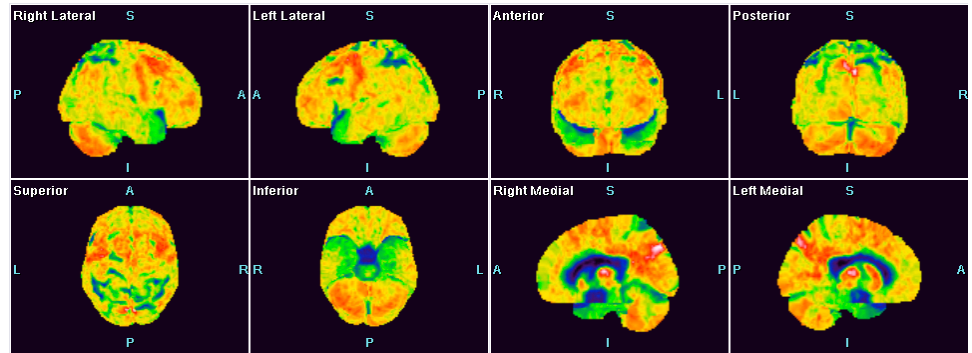 Right Lateral S
Left Lateral S
Anterior S
Posterior S
P A
A P
R L
L R
I
I
I
I
Superior A
Inferior A
Right Medial S
Left Medial S
L R
R L
A P
P A
P
P
I
I